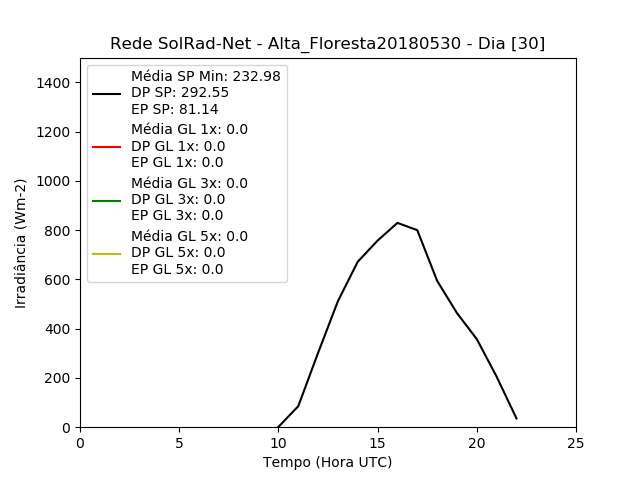 Rede SolRad-Net - Alta_Floresta20180530 - Dia [30]
Irradiância (Wm-2)
1400
1200
1000
800
600
400
200
0
Média SP Min: 232.98
DP SP: 292.55
EP SP: 81.14
Média GL 1x: 0.0
DP GL 1x: 0.0
EP GL 1x: 0.0
Média GL 3x: 0.0
DP GL 3x: 0.0
EP GL 3x: 0.0
Média GL 5x: 0.0
DP GL 5x: 0.0
EP GL 5x: 0.0
0 5 10 15 20 25
Tempo (Hora UTC)